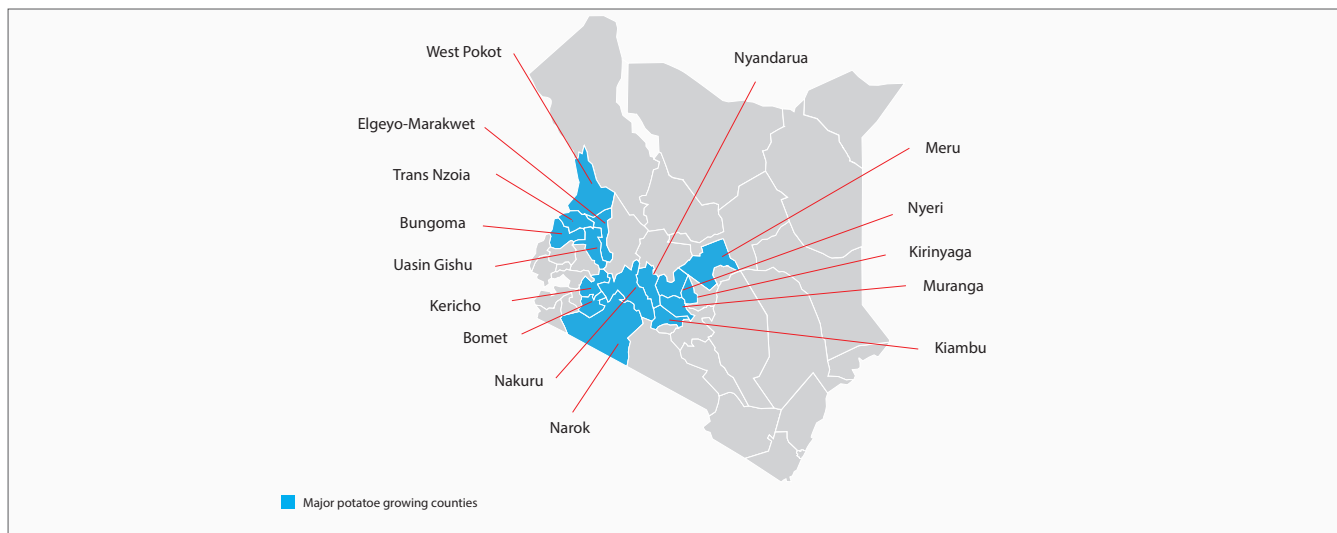 West Pokot
Nyandarua
Elgeyo-Marakwet
Meru
Trans Nzoia
Nyeri
Bungoma
Kirinyaga
Uasin Gishu
Muranga
Kericho
Bomet
Kiambu
Nakuru
Narok
Major potatoe growing counties